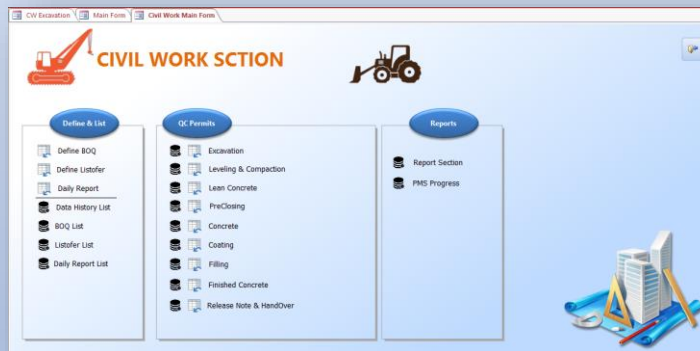 CW Excavation
Main Form
Civil Work Main Form
CIVIL WORK SCTION
Define & List
Define BOQ
Define Listofer
Daily Report
Data History List
BOQ List
Listofer List
Daily Report List
QC Permits
Excavation
Leveling & Compaction
Lean Concrete
PreClosing
Concrete
Coating
Filling
Finished Concrete
Release Note & HandOver
Reports
Report Section
PMS Progress